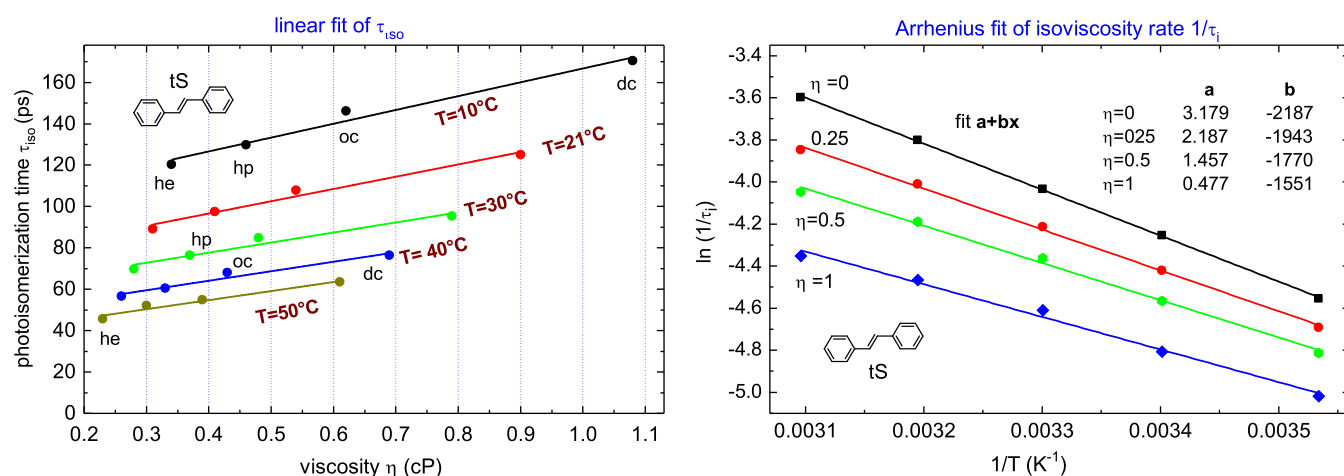 linear fit of τιso
photoisomerization time τiso (ps)
160
140
120
100
80
60
40
20
0
tS
he
hp
oc
dc
T=10°C
T=21°C
hp
T=30°C
oc
T= 40°C
dc
he
T=50°C
0.2 0.3 0.4 0.5 0.6 0.7 0.8 0.9 1.0 1.1
viscosity η (cP)
Arrhenius fit of isoviscosity rate 1/τi
ln (1/τi)
-3.4
-3.6
-3.8
-4.0
-4.2
-4.4
-4.6
-4.8
-5.0
η =0
0.25
η=0.5
η =1
fit a+bx
a b
η=0 3.179 -2187
η=025 2.187 -1943
η=0.5 1.457 -1770
η=1 0.477 -1551
tS
0.0031 0.0032 0.0033 0.0034 0.0035
1/T (K-1)